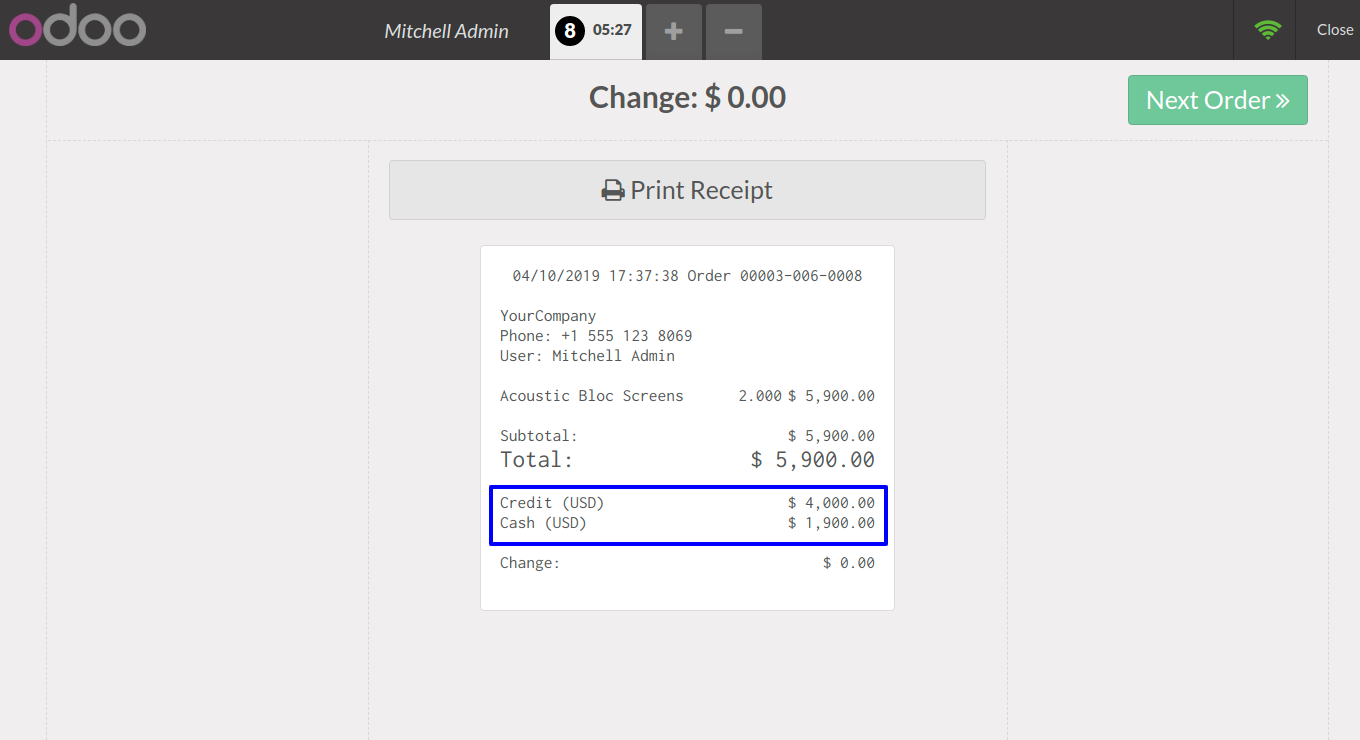 odoo
Mitchell Admin
8 05:27
Close
Change: $ 0.00
Next Order »
Print Receipt
04/10/2019 17:37:38 Order 00003-006-0008
YourCompany
Phone: +1 555 123 8069
User: Mitchell Admin
Acoustic Bloc Screens 2.000 $ 5,900.00
Subtotal: $ 5,900.00
Total: $ 5,900.00
Credit (USD) $ 4,000.00
Cash (USD) $ 1,900.00
Change: $ 0.00